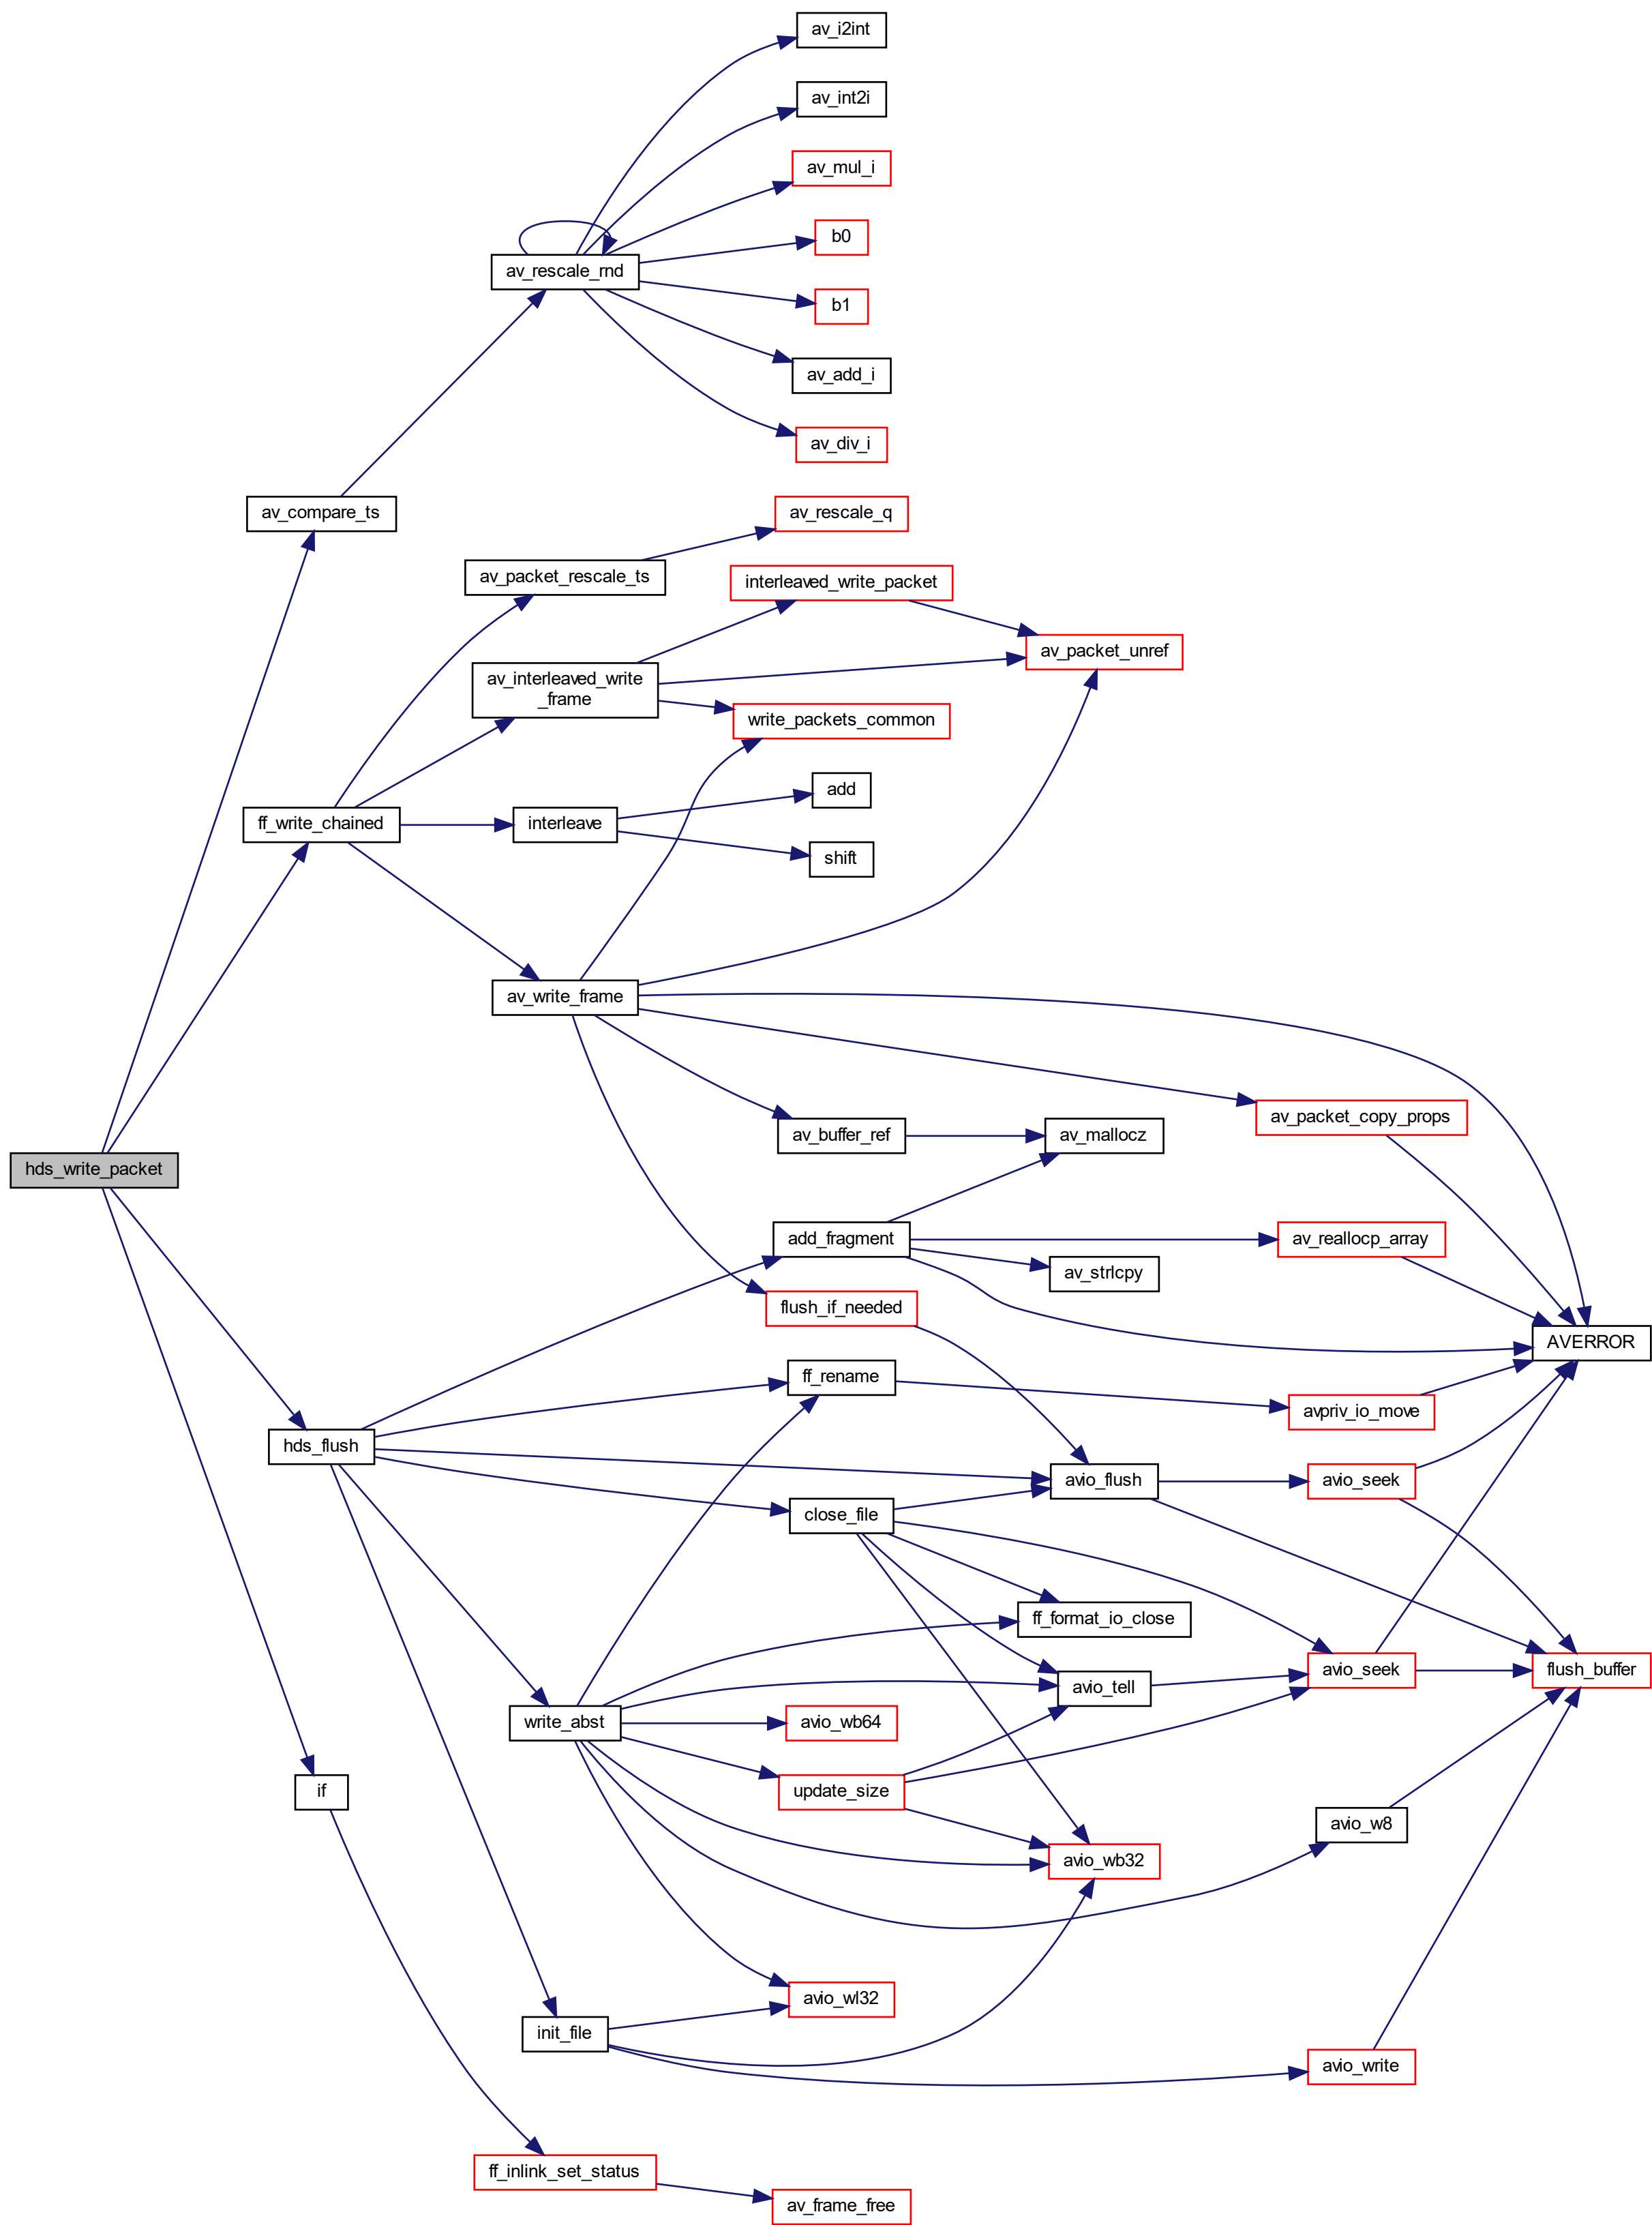 av_i2int
av_int2i
av_mul_i
b0
av_rescale_rnd
b1
av_add_i
av_div_i
av_compare_ts
av_rescale_q
av_packet_rescale_ts
interleaved_write_packet
av_packet_unref
av_interleaved_write
_frame
write_packets_common
add
ff_write_chained
interleave
shift
av_write_frame
av_packet_copy_props
av_buffer_ref
av_mallocz
hds_write_packet
add_fragment
av_reallocp_array
av_strlcpy
flush_if_needed
AVERROR
ff_rename
avpriv_io_move
hds_flush
avio_flush
avio_seek
close_file
ff_format_io_close
avio_seek
flush_buffer
avio_tell
write_abst
avio_wb64
update_size
if
avio_w8
avio_wb32
avio_wl32
init_file
avio_write
ff_inlink_set_status
av_frame_free